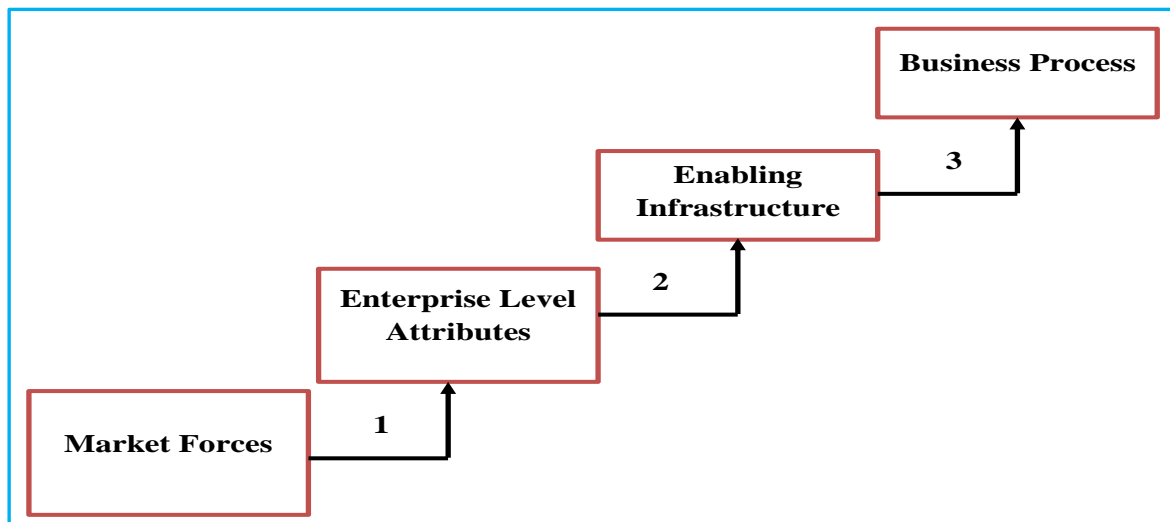 Business Process
3
Enabling
Infrastructure
2
Enterprise Level
Attributes
1
Market Forces